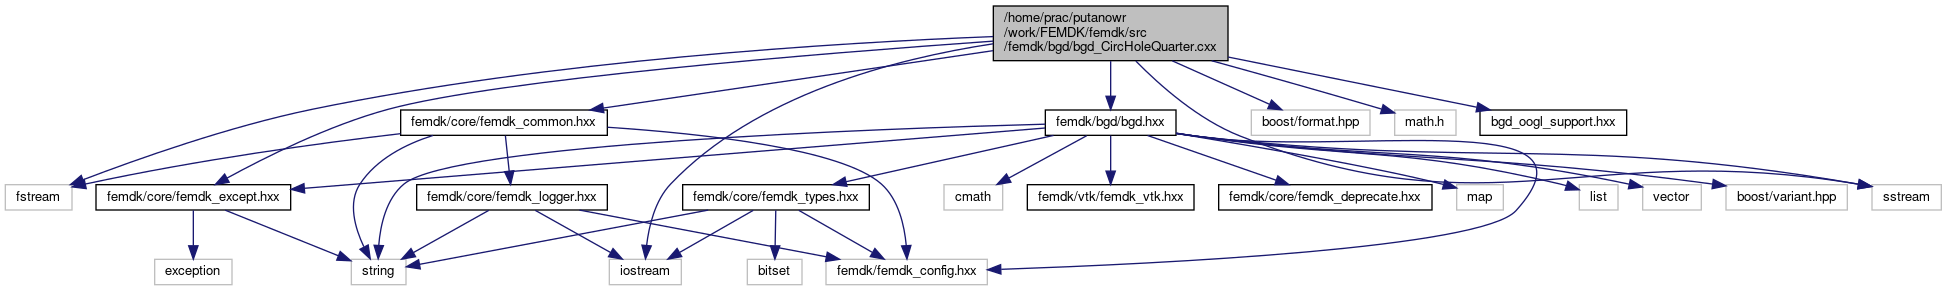 /home/prac/putanowr
/work/FEMDK/femdk/src
/femdk/bgd/bgd_CircHoleQuarter.cxx
femdk/core/femdk_common.hxx
femdk/bgd/bgd.hxx
boost/format.hpp
math.h
bgd_oogl_support.hxx
fstream
femdk/core/femdk_except.hxx
femdk/core/femdk_logger.hxx
femdk/core/femdk_types.hxx
cmath
femdk/vtk/femdk_vtk.hxx
femdk/core/femdk_deprecate.hxx
map
list
vector
boost/variant.hpp
sstream
exception
string
iostream
bitset
femdk/femdk_config.hxx